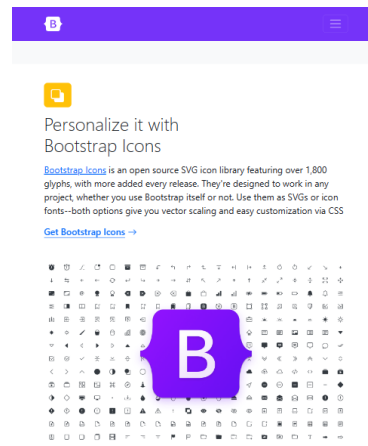 B
Personalize it with
Bootstrap Icons
Bootstrap Icons is an open source SVG icon library featuring over 1,800
glyphs, with more added every release. They're designed to work in any
project, whether you use Bootstrap itself or not. Use them as SVGs or icon
fonts--both options give you vector scaling and easy customization via CSS
Get Bootstrap Icons →
B